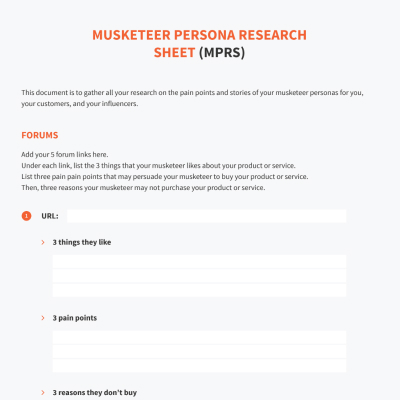 MUSKETEER PERSONA RESEARCH
SHEET (MPRS)
This document is to gather all your research on the pain points and stories of your musketeer personas for you,
your customers, and your influencers.
FORUMS
Add your 5 forum links here.
Under each link, list the 3 things that your musketeer likes about your product or service.
List three pain pain points that may persuade your musketeer to buy your product or service.
Then, three reasons your musketeer may not purchase your product or service.
1 URL:
3 things they like
3 pain points
3 reasons they don't buy